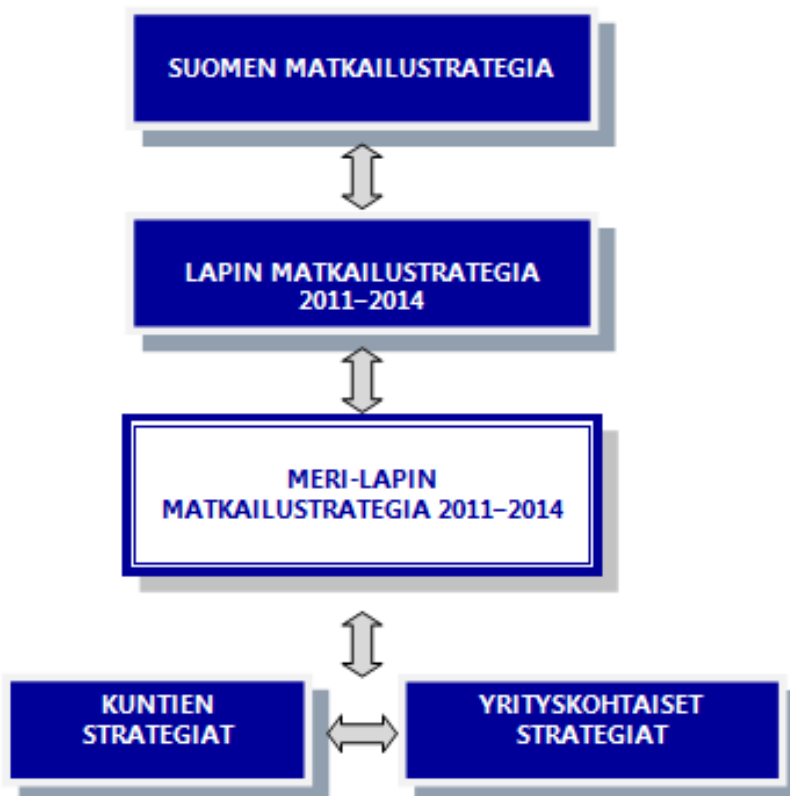 SUOMEN MATKAILUSTRATEGIA
LAPIN MATKAILUSTRATEGIA
2011–2014
MERI-LAPIN
MATKAILUSTRATEGIA 2011–2014
KUNTIEN
STRATEGIAT
YRITYSKOHTAISET
STRATEGIAT